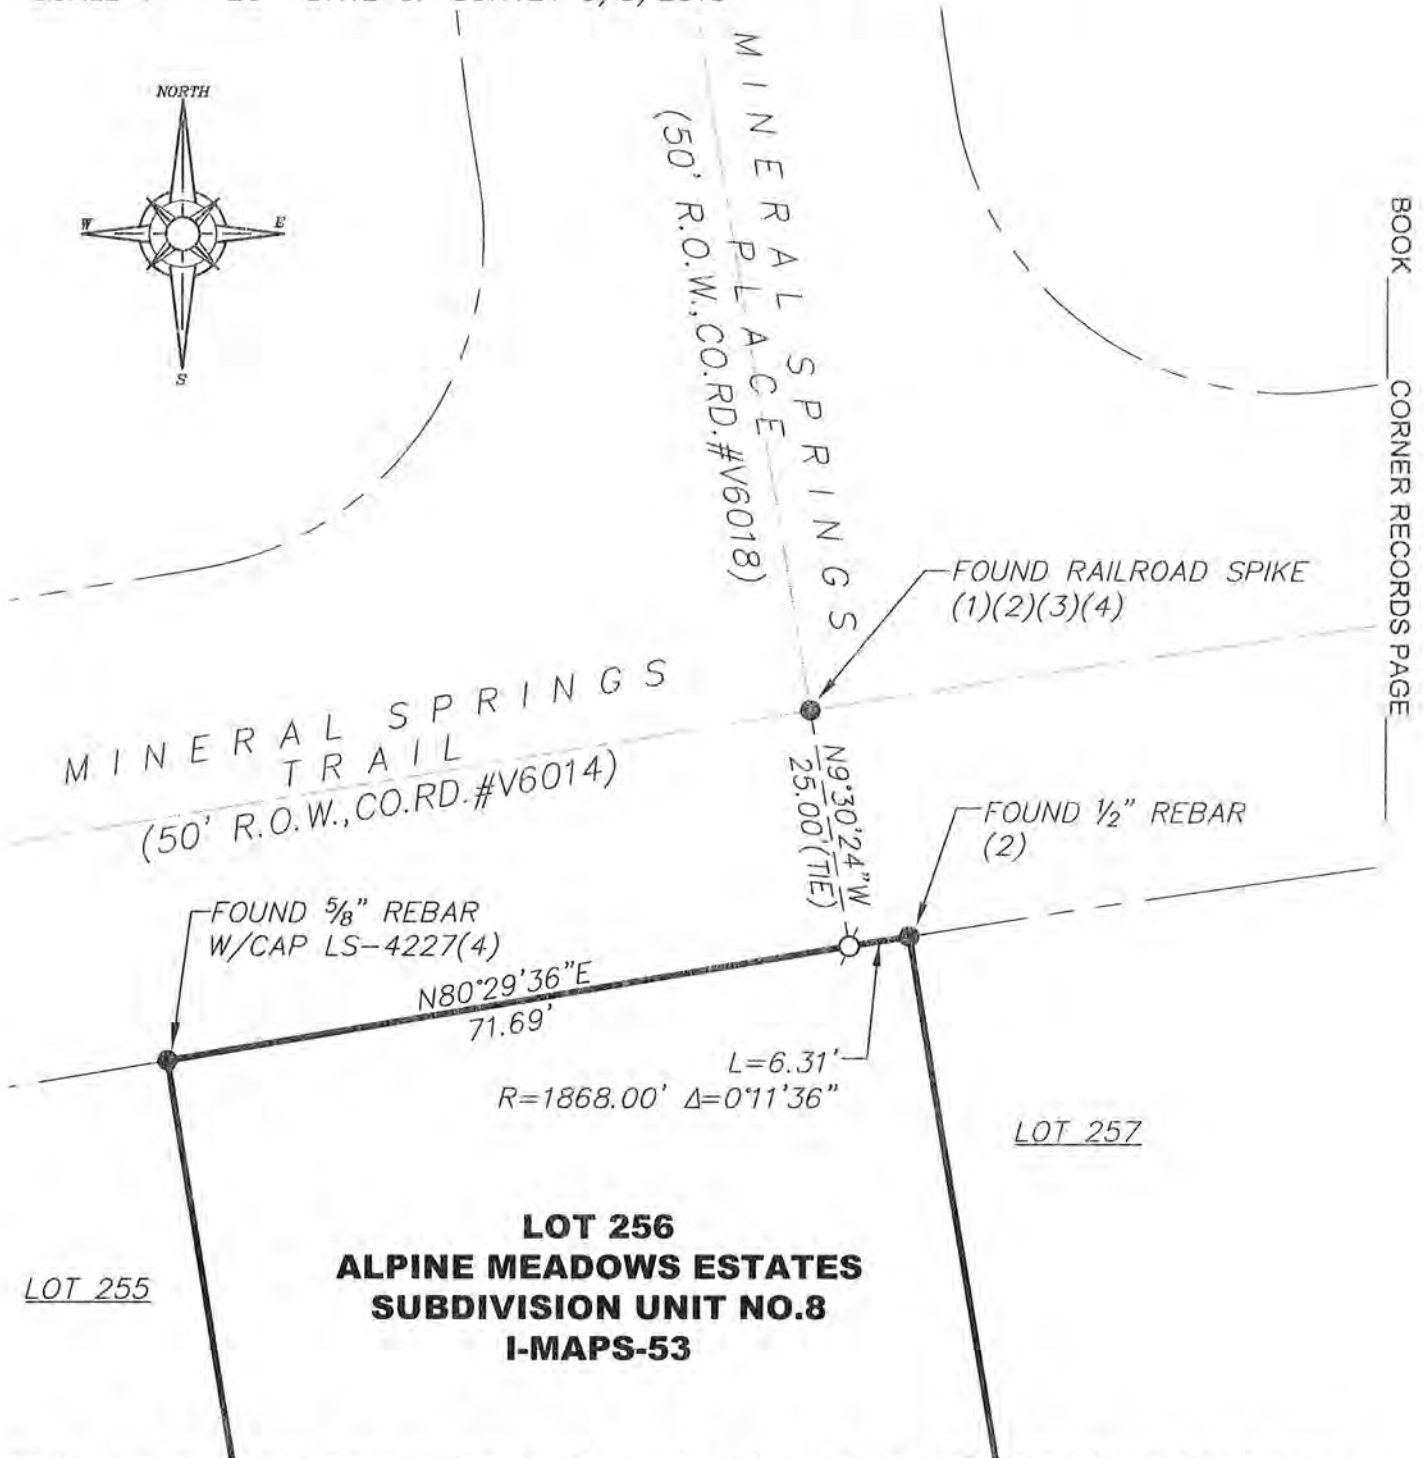 NORTH
W
E
S
MINERAL SPRINGS
PLACE
(50' R.O.W.,CO.RD.#V6018)
BOOK
CORNER RECORDS PAGE
FOUND RAILROAD SPIKE
(1)(2)(3)(4)
MINERAL SPRINGS
TRAIL
(50' R.O.W.,CO.RD.#V6014)
N9°30'24"W
25.00'(TIE)
FOUND ½" REBAR
(2)
FOUND ⅝" REBAR
W/CAP LS-4227(4)
N80°29'36"E
71.69'
L=6.31'
R=1868.00' Δ=0°11'36"
LOT 257
LOT 256
ALPINE MEADOWS ESTATES
SUBDIVISION UNIT NO.8
I-MAPS-53
LOT 255